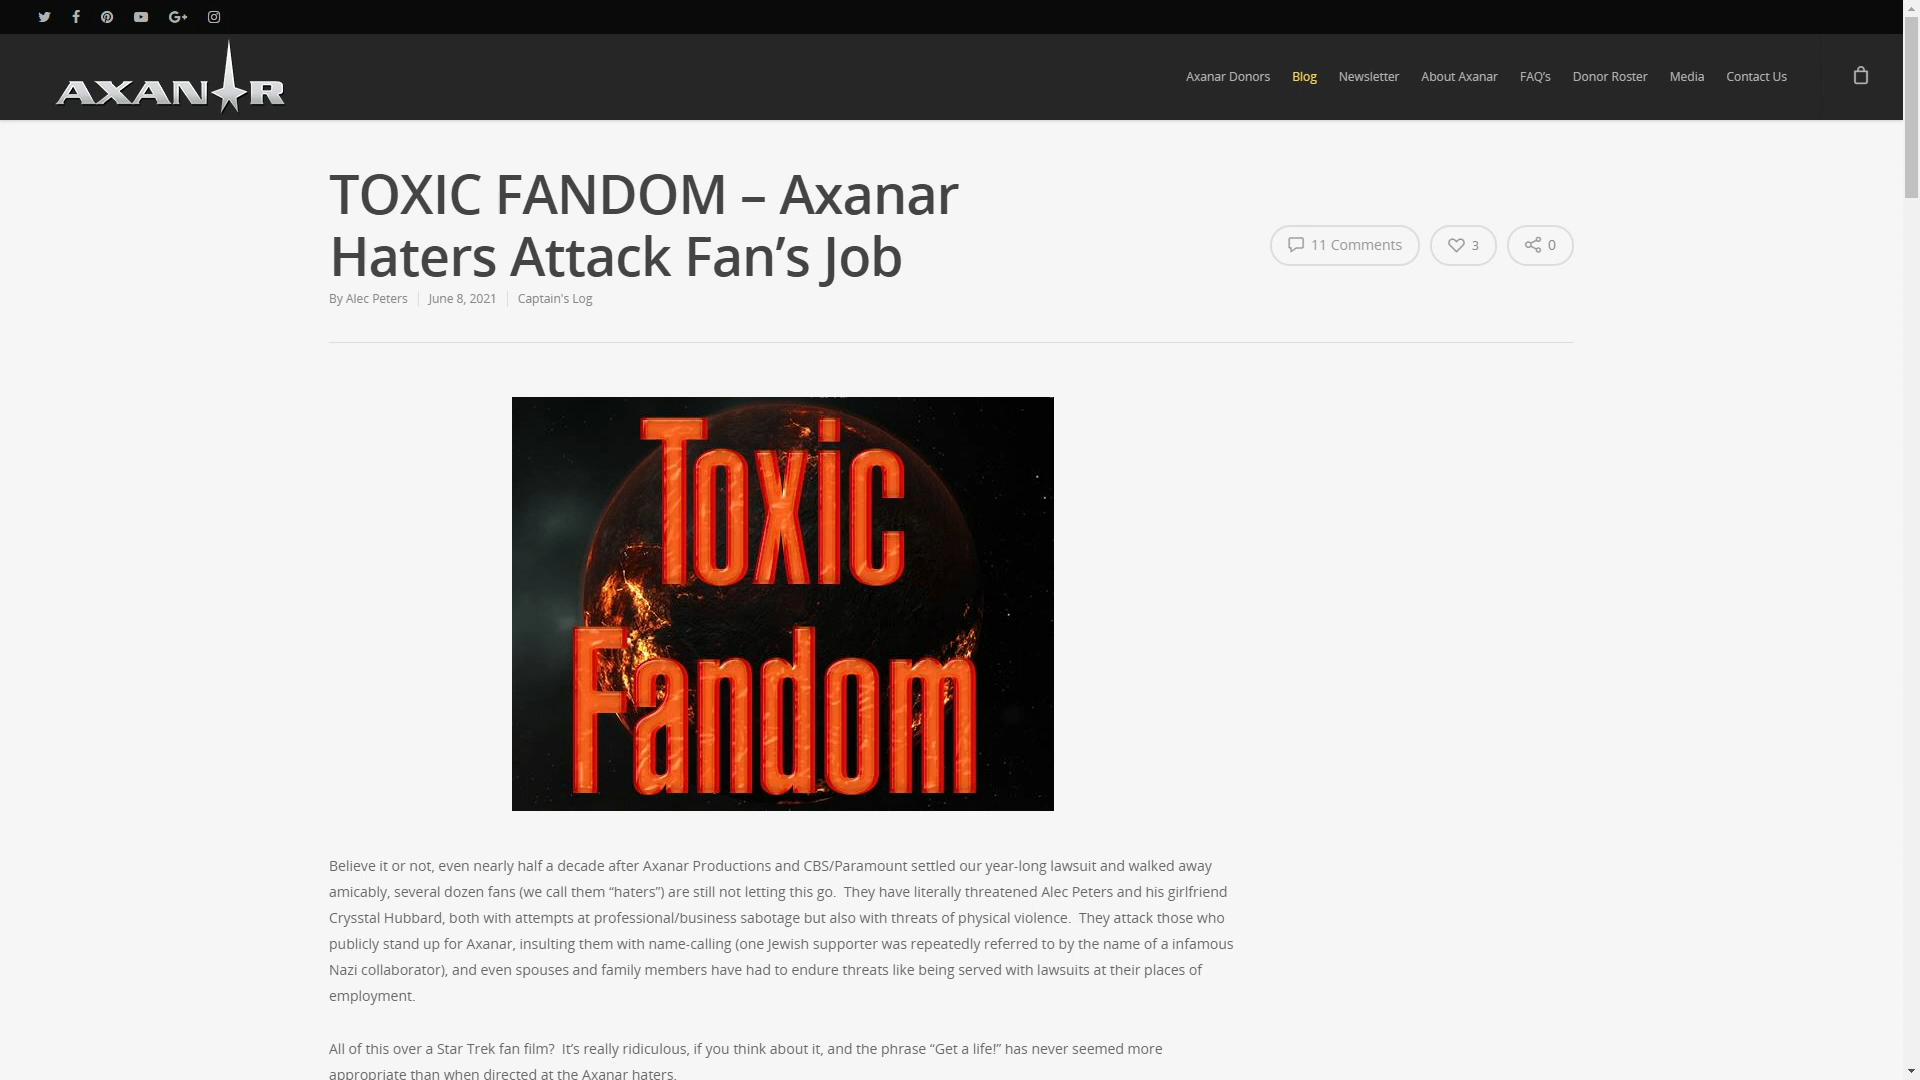 AXANAR
Axanar Donors
Blog
Newsletter
About Axanar
FAQ’s
Donor Roster
Media
Contact Us
TOXIC FANDOM – Axanar
Haters Attack Fan’s Job
11 Comments
3
0
By Alec Peters
June 8, 2021
Captain's Log
Toxic
Fandom
Believe it or not, even nearly half a decade after Axanar Productions and CBS/Paramount settled our year-long lawsuit and walked away
amicably, several dozen fans (we call them “haters”) are still not letting this go.  They have literally threatened Alec Peters and his girlfriend
Crysstal Hubbard, both with attempts at professional/business sabotage but also with threats of physical violence.  They attack those who
publicly stand up for Axanar, insulting them with name-calling (one Jewish supporter was repeatedly referred to by the name of a infamous
Nazi collaborator), and even spouses and family members have had to endure threats like being served with lawsuits at their places of
employment.
All of this over a Star Trek fan film?  It’s really ridiculous, if you think about it, and the phrase “Get a life!” has never seemed more
appropriate than when directed at the Axanar haters.